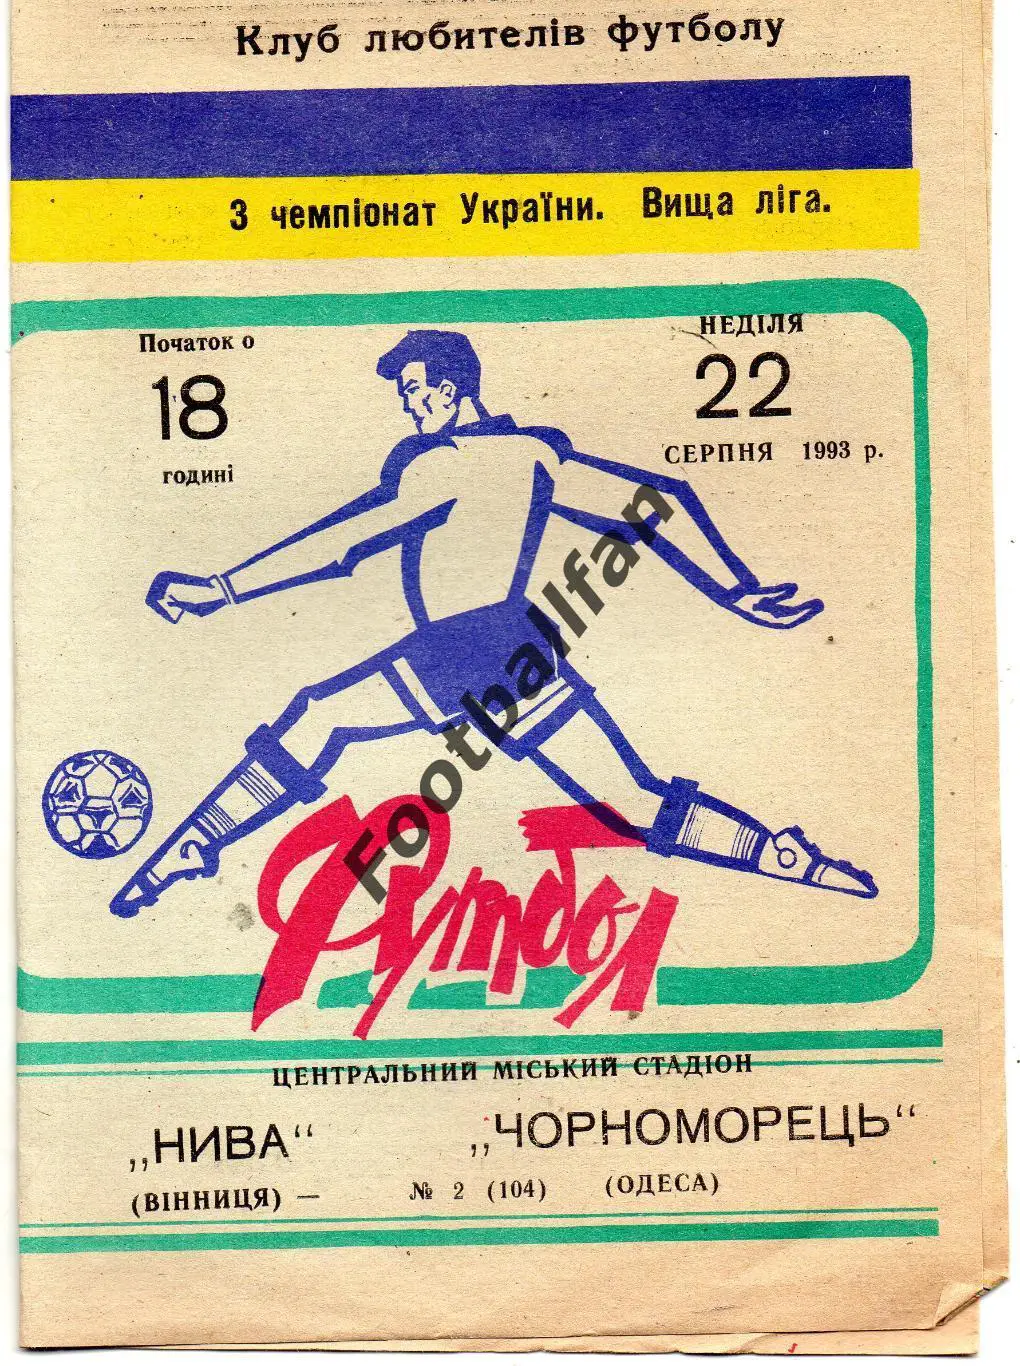 Клуб любителів футболу
3 чемпіонат України. Вища ліга.
Початок о
18
годині
НЕДІЛЯ
22
СЕРПНЯ 1993 р.
Footballfan
Футбол
ЦЕНТРАЛЬНИЙ МІСЬКИЙ СТАДІОН
„НИВА“ „ЧОРНОМОРЕЦЬ“
(ВІННИЦЯ) — № 2 (104) (ОДЕСА)